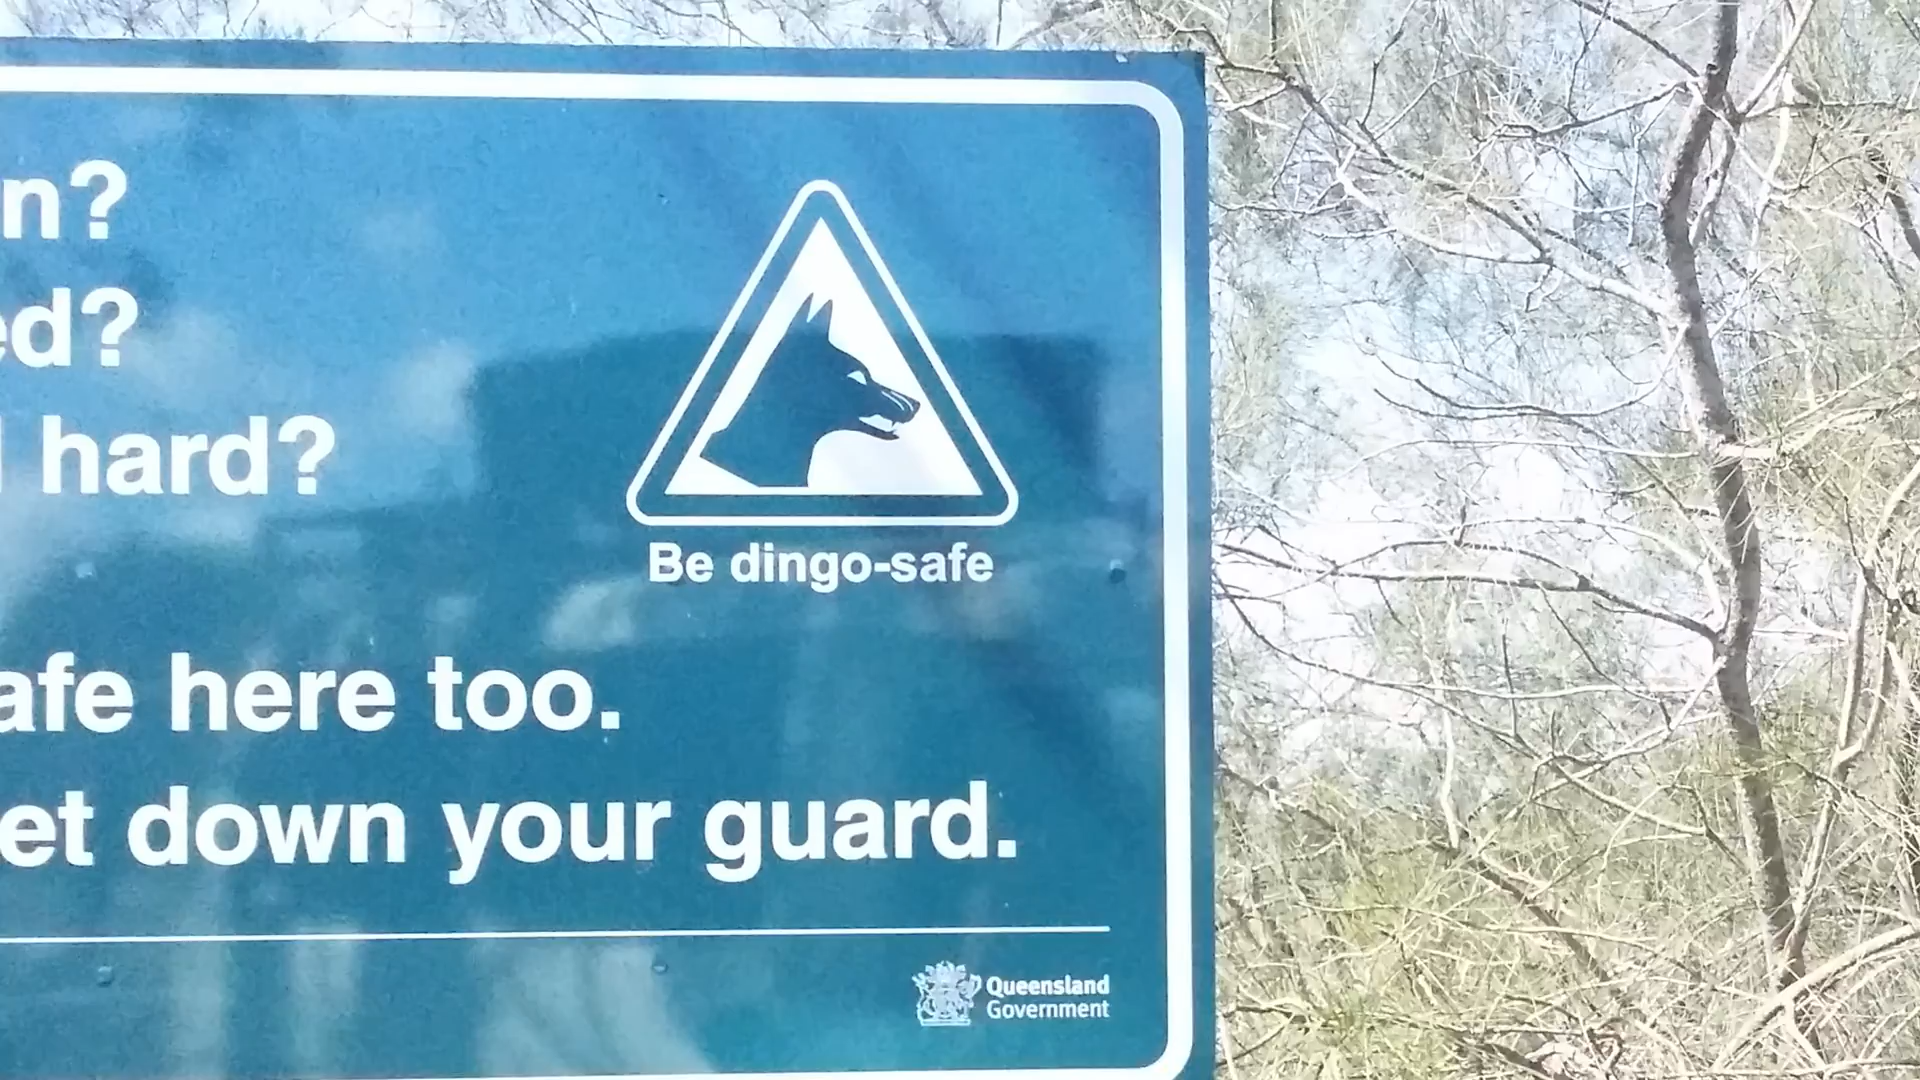 n?
ed?
hard?
Be dingo-safe
afe here too.
et down your guard.
Queensland
Government